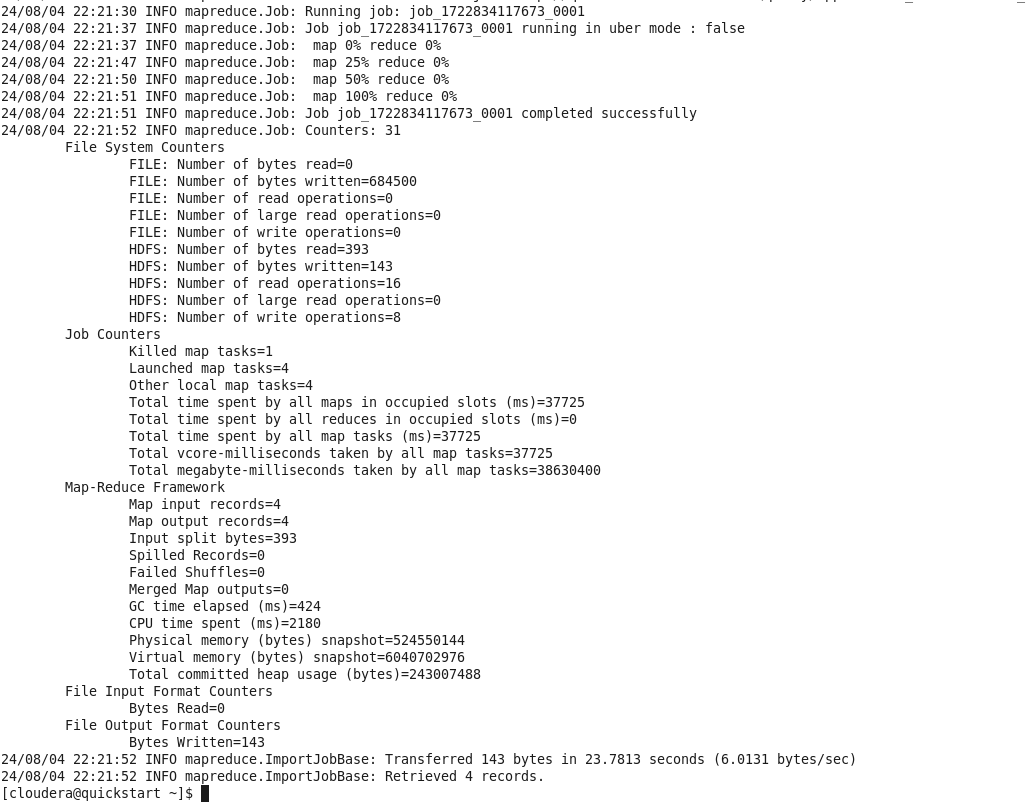 24/08/04 22:21:30 INFO mapreduce.Job: Running job: job_1722834117673_0001
24/08/04 22:21:37 INFO mapreduce.Job: Job job_1722834117673_0001 running in uber mode : false
24/08/04 22:21:37 INFO mapreduce.Job:  map 0% reduce 0%
24/08/04 22:21:47 INFO mapreduce.Job:  map 25% reduce 0%
24/08/04 22:21:50 INFO mapreduce.Job:  map 50% reduce 0%
24/08/04 22:21:51 INFO mapreduce.Job:  map 100% reduce 0%
24/08/04 22:21:51 INFO mapreduce.Job: Job job_1722834117673_0001 completed successfully
24/08/04 22:21:52 INFO mapreduce.Job: Counters: 31
File System Counters
FILE: Number of bytes read=0
FILE: Number of bytes written=684500
FILE: Number of read operations=0
FILE: Number of large read operations=0
FILE: Number of write operations=0
HDFS: Number of bytes read=393
HDFS: Number of bytes written=143
HDFS: Number of read operations=16
HDFS: Number of large read operations=0
HDFS: Number of write operations=8
Job Counters
Killed map tasks=1
Launched map tasks=4
Other local map tasks=4
Total time spent by all maps in occupied slots (ms)=37725
Total time spent by all reduces in occupied slots (ms)=0
Total time spent by all map tasks (ms)=37725
Total vcore-milliseconds taken by all map tasks=37725
Total megabyte-milliseconds taken by all map tasks=38630400
Map-Reduce Framework
Map input records=4
Map output records=4
Input split bytes=393
Spilled Records=0
Failed Shuffles=0
Merged Map outputs=0
GC time elapsed (ms)=424
CPU time spent (ms)=2180
Physical memory (bytes) snapshot=524550144
Virtual memory (bytes) snapshot=6040702976
Total committed heap usage (bytes)=243007488
File Input Format Counters
Bytes Read=0
File Output Format Counters
Bytes Written=143
24/08/04 22:21:52 INFO mapreduce.ImportJobBase: Transferred 143 bytes in 23.7813 seconds (6.0131 bytes/sec)
24/08/04 22:21:52 INFO mapreduce.ImportJobBase: Retrieved 4 records.
[cloudera@quickstart ~]$